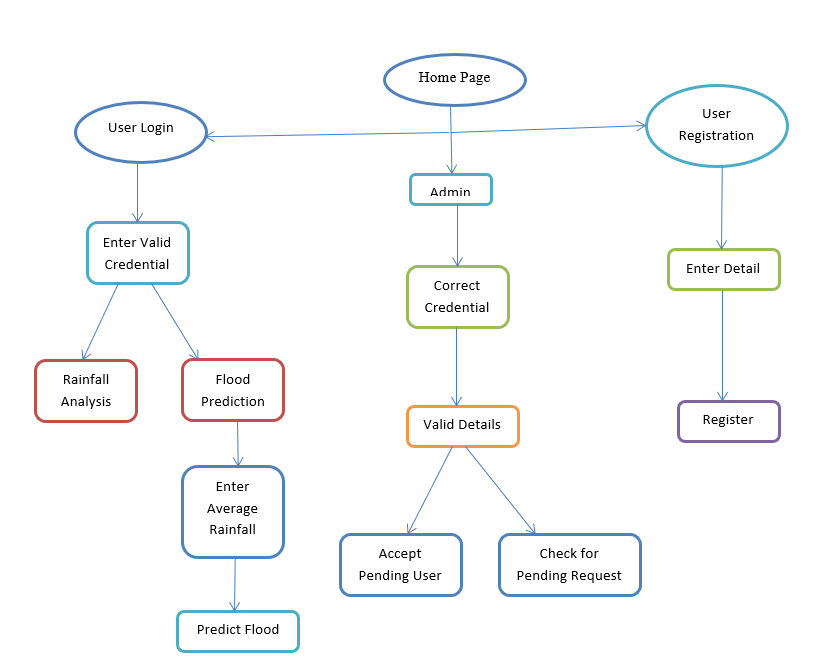 Home Page
User Login
User
Registration
Admin
Enter Valid
Credential
Correct
Credential
Enter Detail
Rainfall
Analysis
Flood
Prediction
Valid Details
Register
Enter
Average
Rainfall
Accept
Pending User
Check for
Pending Request
Predict Flood